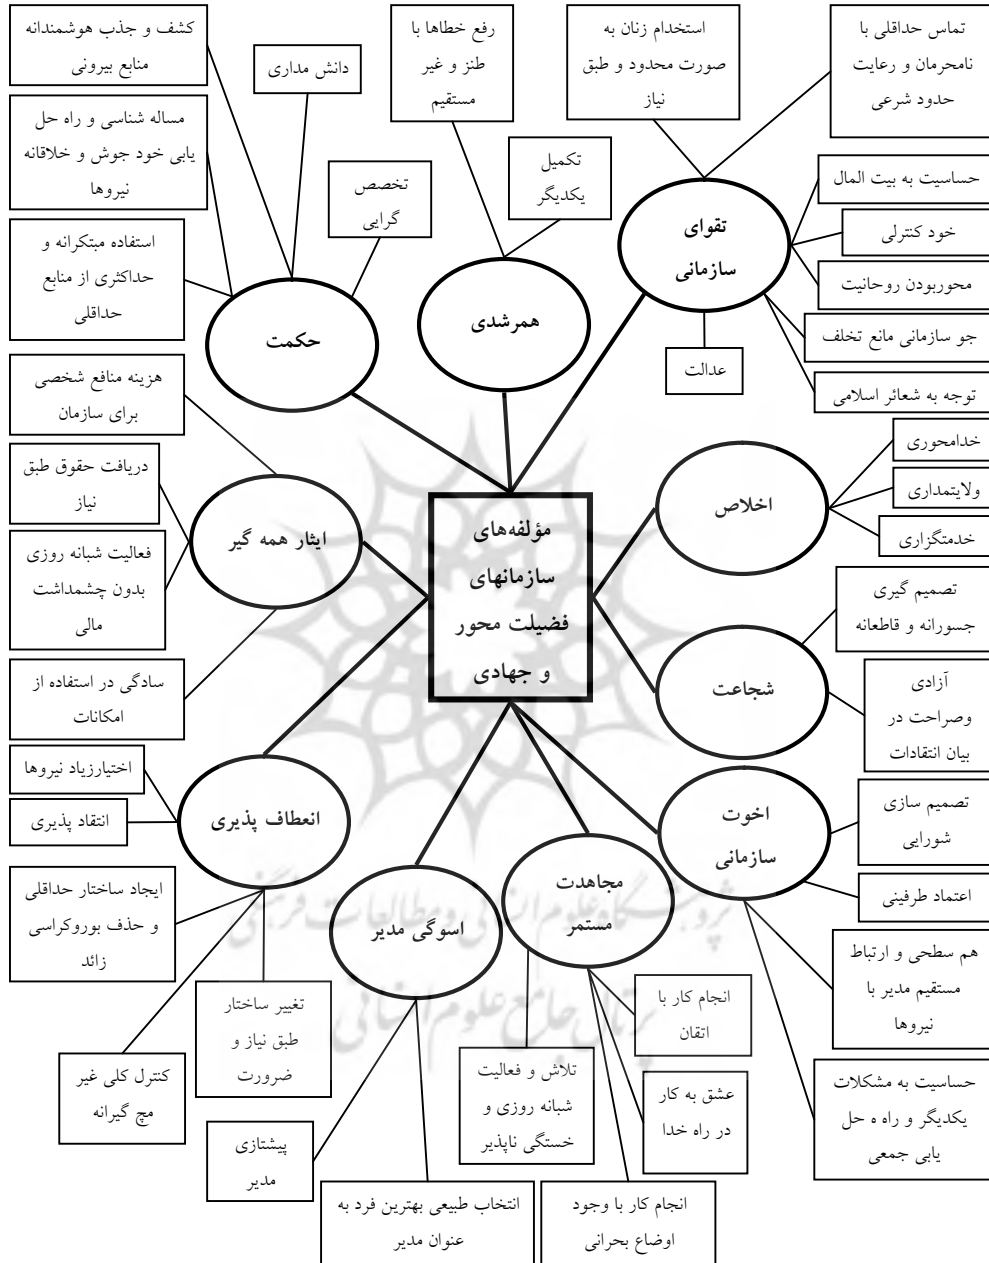 تماس حداقلی با
نامحرمان و رعایت
حدود شرعی
استخدام زنان به
صورت محدود و طبق
نیاز
رفع خطاها با
طنز و غیر
مستقیم
دانش مداری
کشف و جذب هوشمندانه
منابع بیرونی
مساله شناسی و راه حل
یابی خود جوش و خلاقانه
نیروها
تکمیل
یکدیگر
تخصص
گرایی
حساسیت به بیت المال
خود کنترلی
محوربودن روحانیت
جو سازمانی مانع تخلف
توجه به شعائر اسلامی
عدالت
تقوای
سازمانی
همرشدی
حکمت
استفاده مبتکرانه و
حداکثری از منابع
حداقلی
هزینه منافع شخصی
برای سازمان
دریافت حقوق طبق
نیاز
فعالیت شبانه روزی
بدون چشمداشت
مالی
سادگی در استفاده از
امکانات
ایثار همه گیر
مؤلفه‌های
سازمانهای
فضیلت محور
و جهادی
اخلاص
خدامحوری
ولایتمداری
خدمتگزاری
شجاعت
تصمیم گیری
جسورانه و قاطعانه
آزادی
وصراحت در
بیان انتقادات
اخوت
سازمانی
تصمیم سازی
شورایی
اعتماد طرفینی
هم سطحی و ارتباط
مستقیم مدیر با
نیروها
حساسیت به مشکلات
یکدیگر و راه ه حل
یابی جمعی
مجاهدت
مستمر
انجام کار با
اتقان
عشق به کار
در راه خدا
انجام کار با وجود
اوضاع بحرانی
تلاش و فعالیت
شبانه روزی و
خستگی ناپذیر
اسوگی مدیر
انتخاب طبیعی بهترین فرد به
عنوان مدیر
پیشتازی
مدیر
انعطاف پذیری
اختیارزیاد نیروها
انتقاد پذیری
ایجاد ساختار حداقلی
و حذف بوروکراسی
زائد
تغییر ساختار
طبق نیاز و
ضرورت
کنترل کلی غیر
مچ گیرانه
پژوهشگاه علوم انسانی و مطالعات فرهنگی
پرتال جامع علوم انسانی